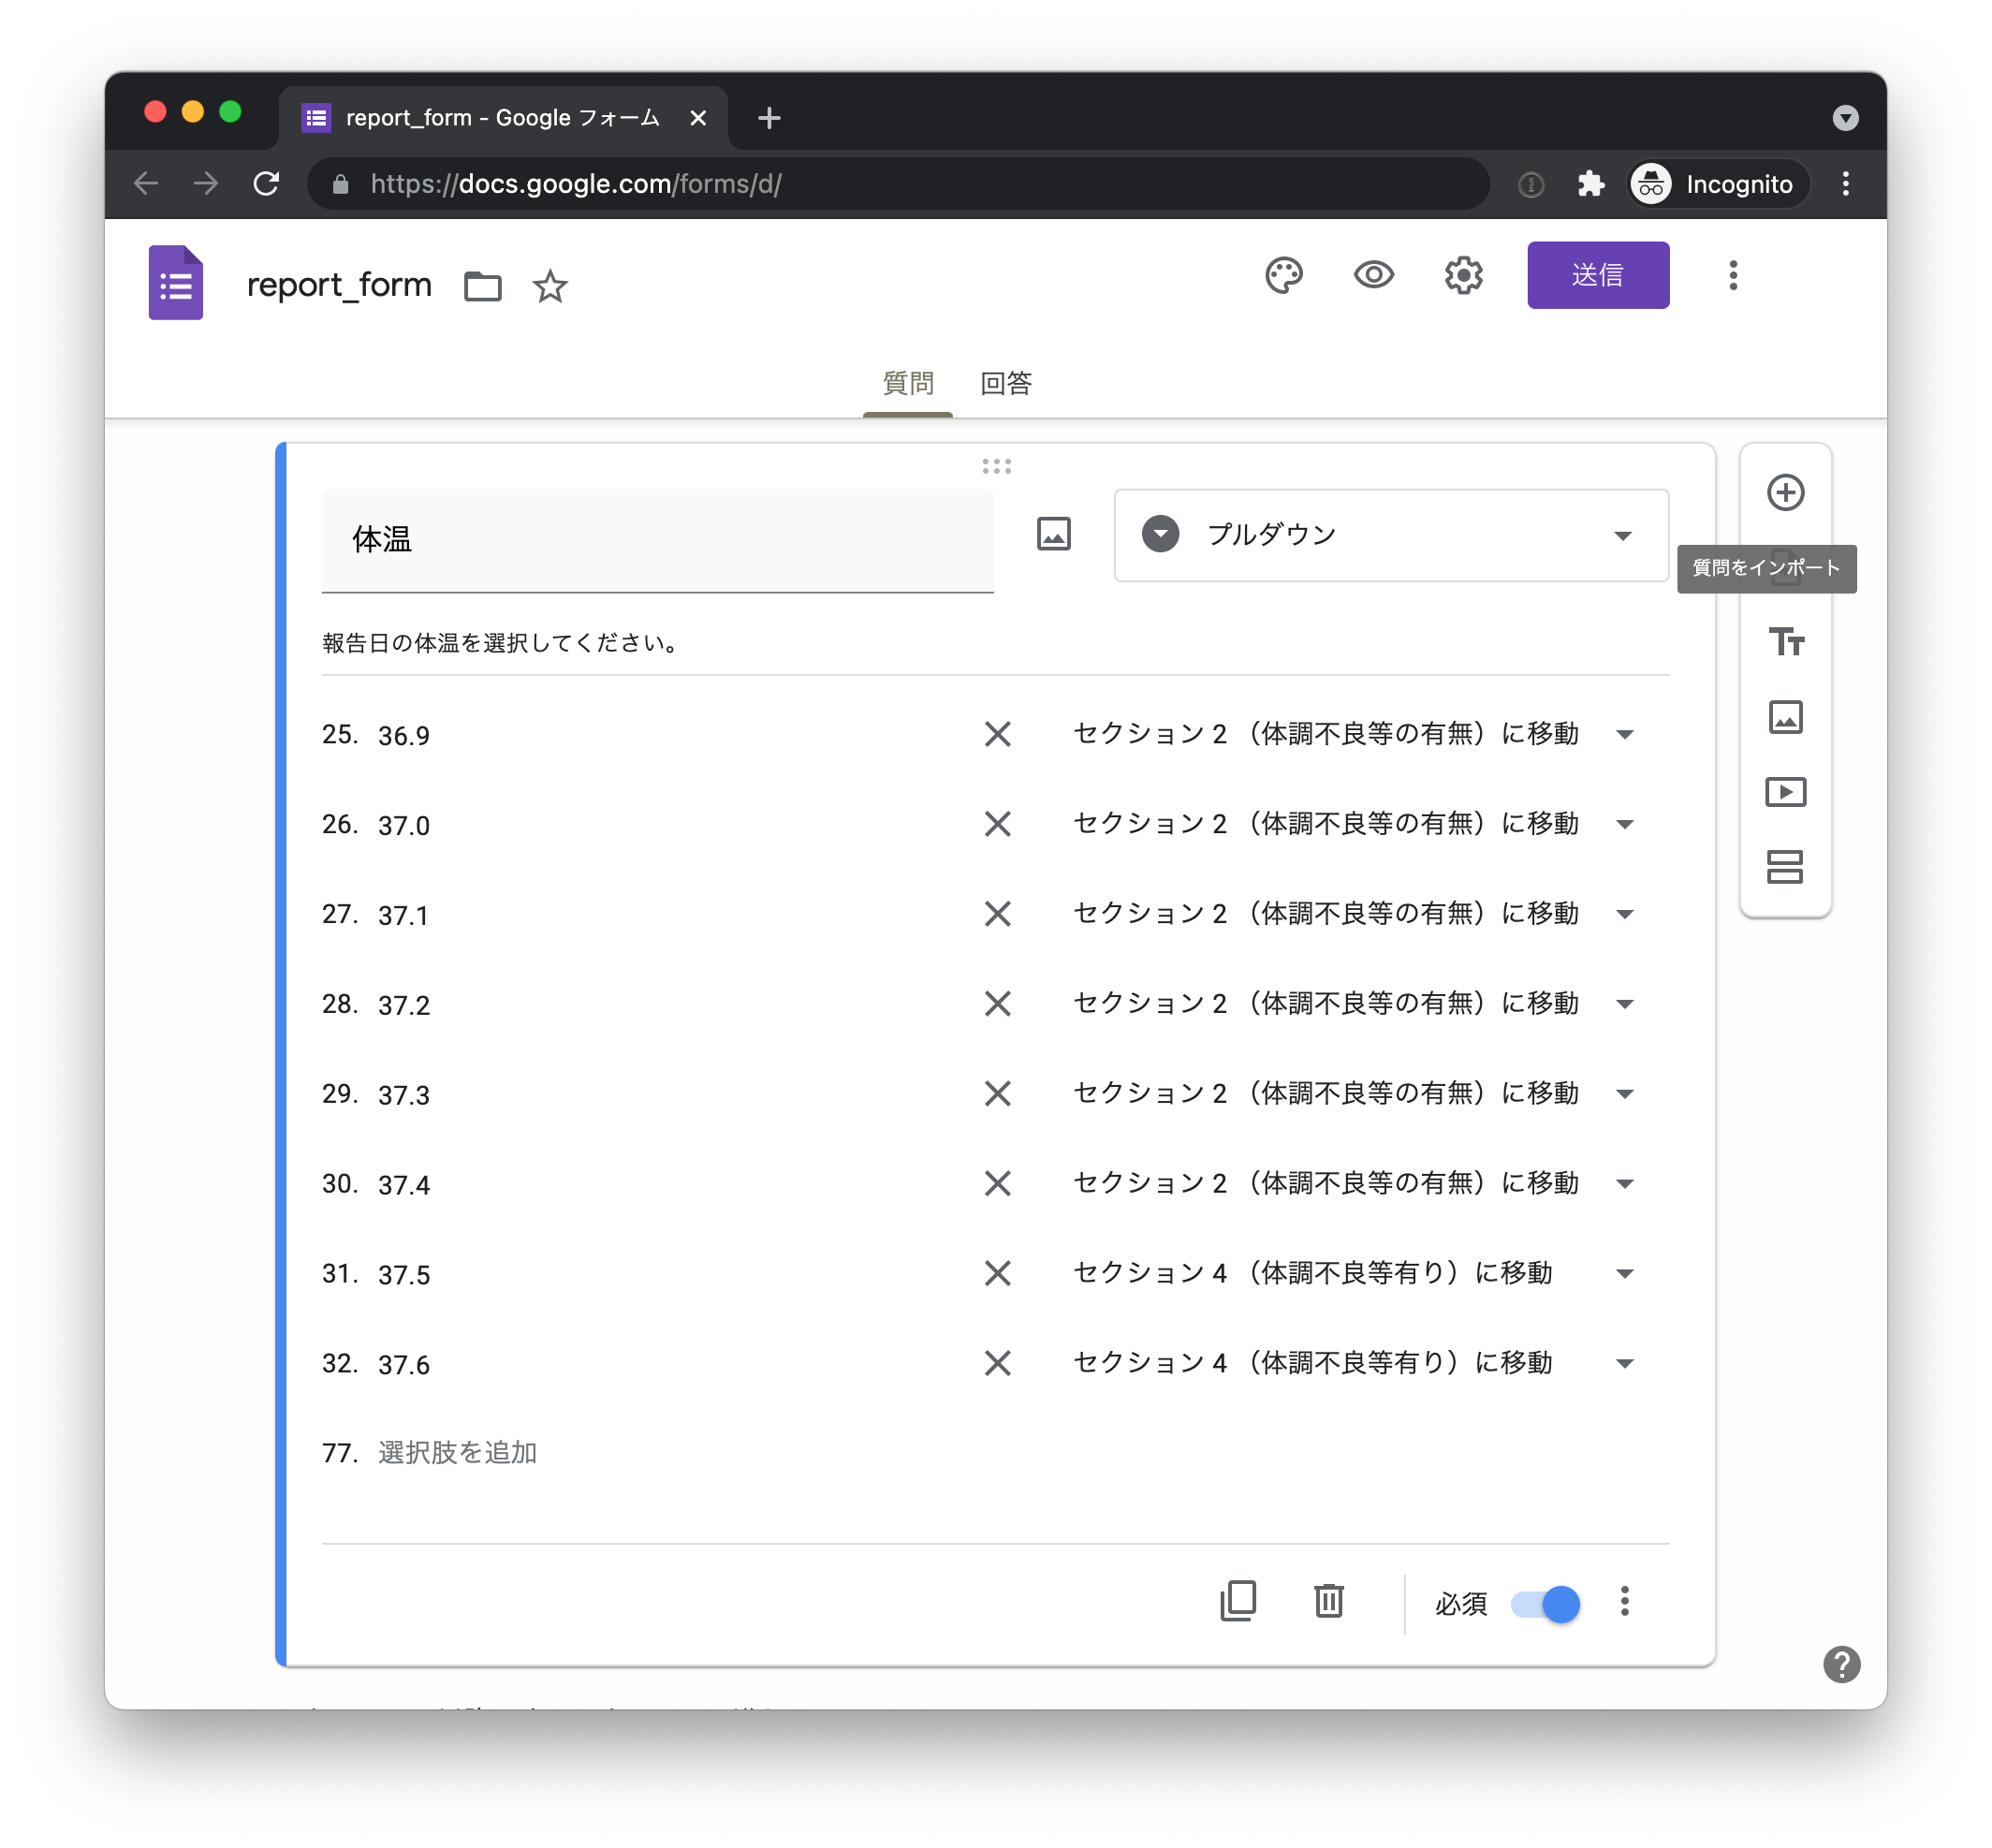 report_form - Google フォーム
https://docs.google.com/forms/d/
Incognito
report_form
送信
質問
回答
体温
プルダウン
質問をインポート
報告日の体温を選択してください。
25. 36.9 セクション 2 （体調不良等の有無）に移動
26. 37.0 セクション 2 （体調不良等の有無）に移動
27. 37.1 セクション 2 （体調不良等の有無）に移動
28. 37.2 セクション 2 （体調不良等の有無）に移動
29. 37.3 セクション 2 （体調不良等の有無）に移動
30. 37.4 セクション 2 （体調不良等の有無）に移動
31. 37.5 セクション 4 （体調不良等有り）に移動
32. 37.6 セクション 4 （体調不良等有り）に移動
77. 選択肢を追加
必須